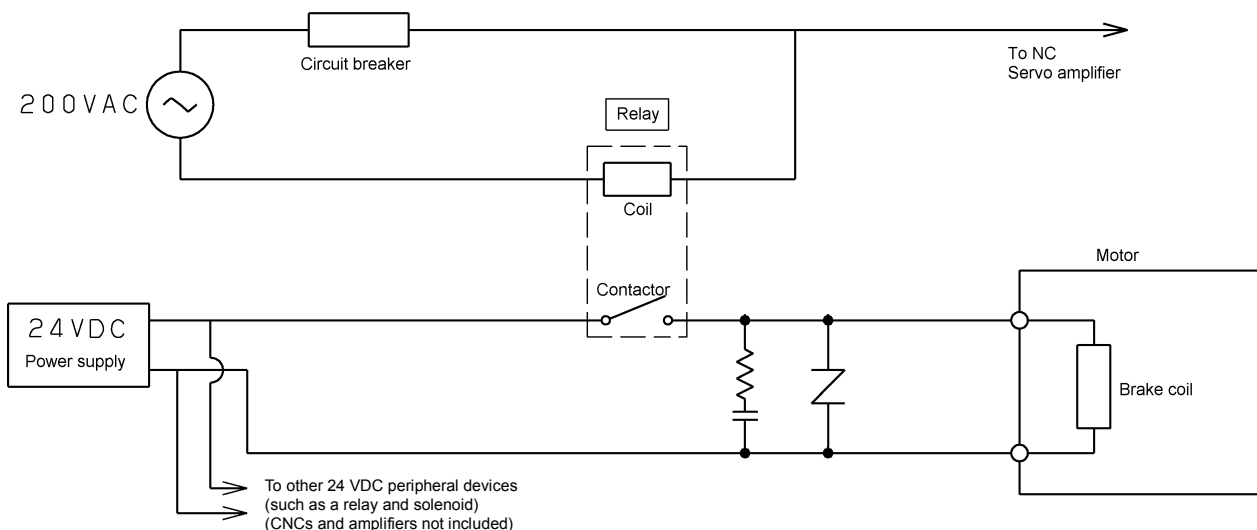 To NC
Servo amplifier
Circuit breaker
200VAC
Relay
Coil
Motor
Contactor
24VDC
Power supply
Brake coil
To other 24 VDC peripheral devices
(such as a relay and solenoid)
(CNCs and amplifiers not included)